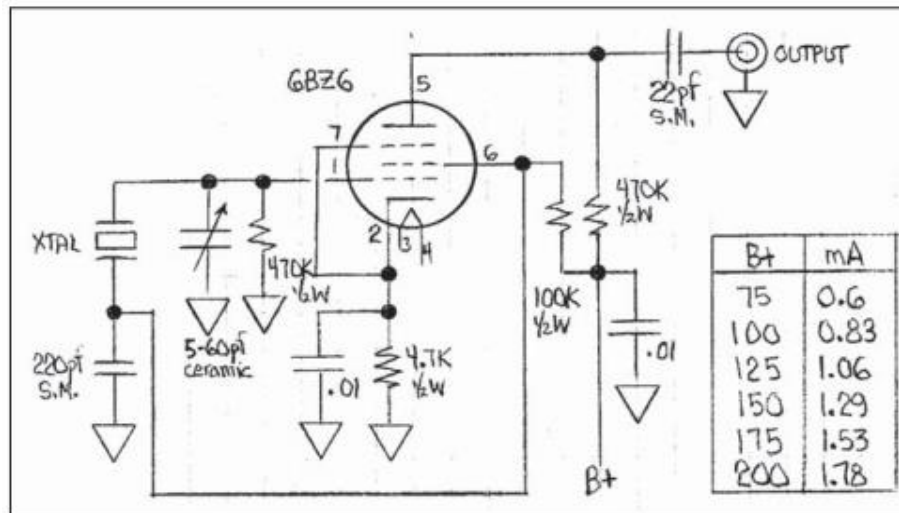 6BZ6
5
7
1
6
2
3
4
OUTPUT
22pf
S.M.
XTAL
220pf
S.M.
5-60pf
ceramic
470K
1/2W
.01
4.7K
1/2W
100K
1/2W
470K
1/2W
.01
B+
B+ mA
75 0.6
100 0.83
125 1.06
150 1.29
175 1.53
200 1.78